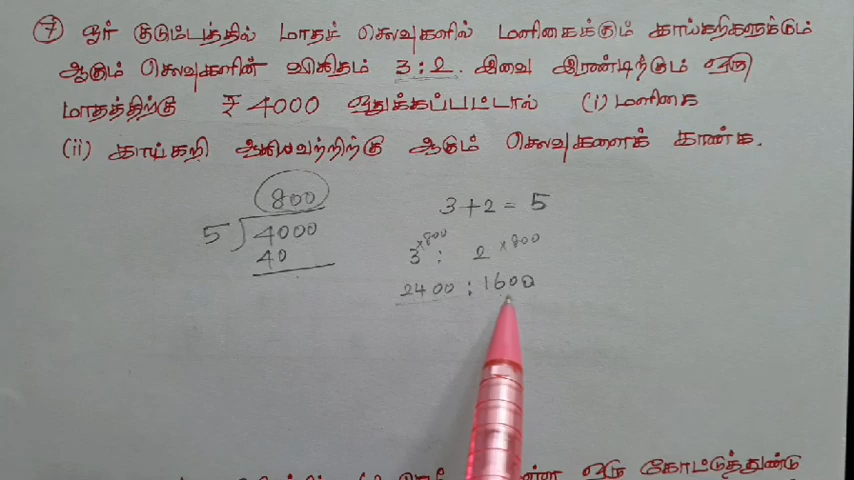 7 ஓர் குடும்பத்தில் மாதச் செலவுகளில் மளிகைக்கும் காய்கறிகளுக்கும்
ஆகும் செலவுகளின் விகிதம் 3 : 2. இவை இரண்டிற்கும் ஒரு
மாதத்திற்கு ₹ 4000 ஒதுக்கப்பட்டால் (i) மளிகை
(ii) காய்கறி ஆகியவற்றிற்கு ஆகும் செலவுகளைக் காண்க.
800
5 ) 4000
40
3 + 2 = 5
3 ×800 : 2 ×800
2400 : 1600
ஒரு கோட்டுத்துண்டு